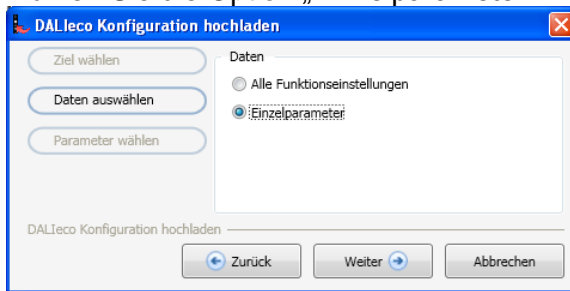 DALIeco Konfiguration hochladen
Ziel wählen
Daten auswählen
Parameter wählen
Daten
Alle Funktionseinstellungen
Einzelparameter
DALIeco Konfiguration hochladen
Zurück
Weiter
Abbrechen